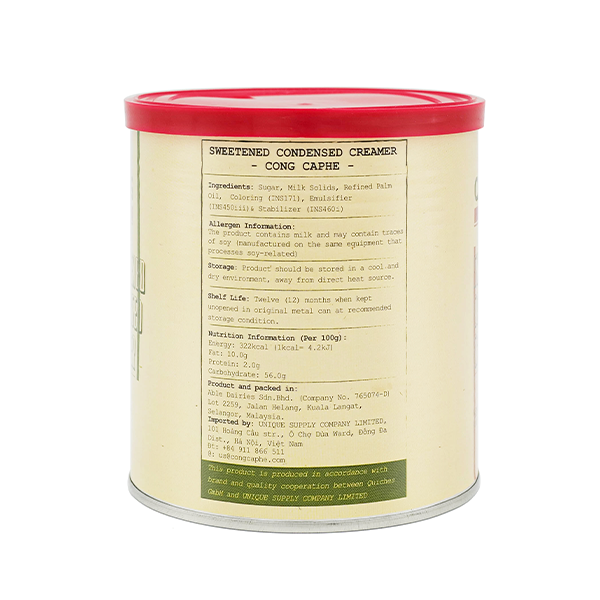 SWEETENED CONDENSED CREAMER
- CONG CAPHE -
Ingredients: Sugar, Milk Solids, Refined Palm
Oil, Coloring (INS171), Emulsifier
(INS450iii)& Stabilizer (INS460i)
Allergen Information:
The product contains milk and may contain traces
of soy (manufactured on the same equipment that
processes soy-related)
Storage: Product should be stored in a cool and
dry environment, away from direct heat source.
Shelf Life: Twelve (12) months when kept
unopened in original metal can at recommended
storage condition.
Nutrition Information (Per 100g):
Energy: 322kcal (1kcal= 4.2kJ)
Fat: 10.0g
Protein: 2.0g
Carbohydrate: 56.0g
Product and packed in:
Able Dairies Sdn.Bhd. (Company No. 765074-D)
Lot 2259, Jalan Helang, Kuala Langat,
Selangor, Malaysia.
Imported by: UNIQUE SUPPLY COMPANY LIMITED,
101 Hoàng Cầu str., Ô Chợ Dừa Ward, Đống Đa
Dist., Hà Nội, Việt Nam
Đt: +84 911 866 511
@: us@congcaphe.com
This product is produced in accordance with
brand and quality cooperation between Quiches
GmbH and UNIQUE SUPPLY COMPANY LIMITED